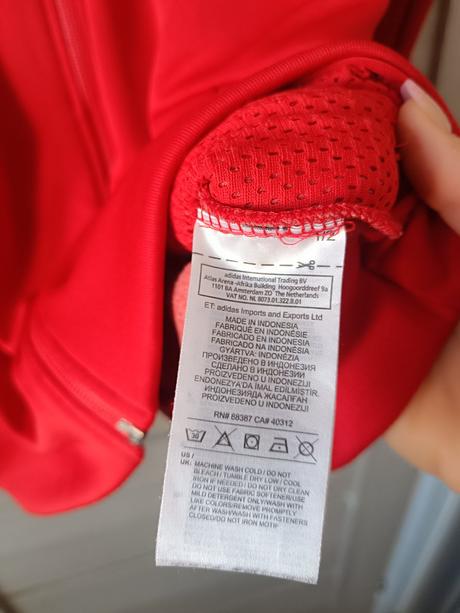 1/2
adidas International Trading BV
Atlas Arena -Afrika Building Hoogoorddreef 9a
1101 BA Amsterdam ZO The Netherlands
VAT NO. NL 8073.01.322.B.01
ET: adidas Imports and Exports Ltd
MADE IN INDONESIA
FABRIQUÉ EN INDONÉSIE
FABRICADO EN INDONESIA
FABRICADO NA INDONÉSIA
GYÁRTVA: INDONÉZIA
ПРОИЗВЕДЕНО В ИНДОНЕЗИЯ
СДЕЛАНО В ИНДОНЕЗИИ
PROIZVEDENO U INDONEZIJI
ENDONEZYA'DA İMAL EDİLMİŞTİR.
ИНДОНЕЗИЯДА ЖАСАЛҒАН
PROIZVEDENO U INDONEZIJI
RN# 88387 CA# 40312
30
US /
UK: MACHINE WASH COLD / DO NOT
BLEACH / TUMBLE DRY LOW / COOL
IRON IF NEEDED / DO NOT DRY CLEAN
DO NOT USE FABRIC SOFTENER/USE
MILD DETERGENT ONLY/WASH WITH
LIKE COLORS/REMOVE PROMPTLY
AFTER WASH/WASH WITH FASTENERS
CLOSED/DO NOT IRON MOTIF